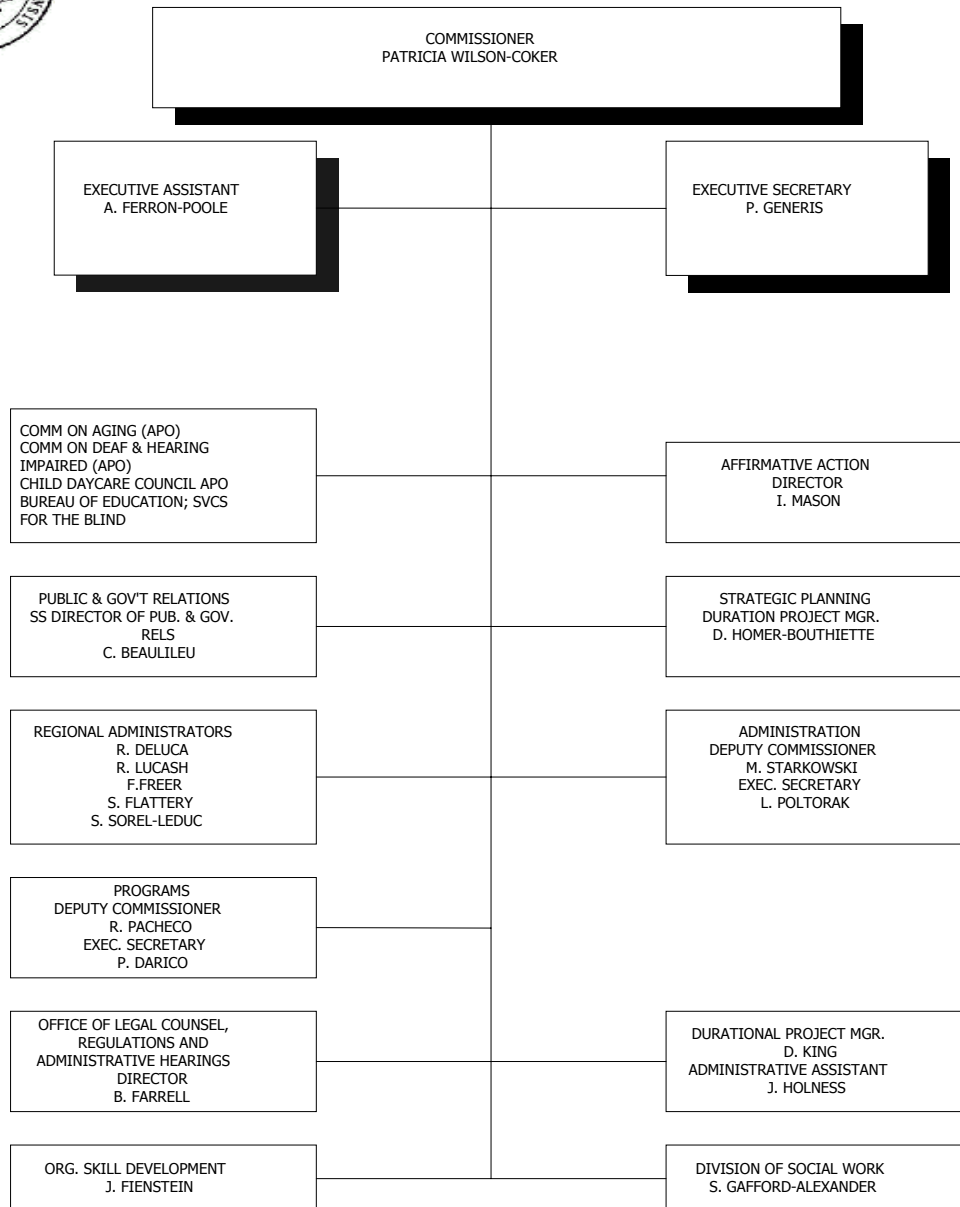 COMMISSIONER
PATRICIA WILSON-COKER
EXECUTIVE ASSISTANT
A. FERRON-POOLE
EXECUTIVE SECRETARY
P. GENERIS
COMM ON AGING (APO)
COMM ON DEAF & HEARING
IMPAIRED (APO)
CHILD DAYCARE COUNCIL APO
BUREAU OF EDUCATION; SVCS
FOR THE BLIND
AFFIRMATIVE ACTION
DIRECTOR
I. MASON
PUBLIC & GOV'T RELATIONS
SS DIRECTOR OF PUB. & GOV.
RELS
C. BEAULILEU
STRATEGIC PLANNING
DURATION PROJECT MGR.
D. HOMER-BOUTHIETTE
REGIONAL ADMINISTRATORS
R. DELUCA
R. LUCASH
F.FREER
S. FLATTERY
S. SOREL-LEDUC
ADMINISTRATION
DEPUTY COMMISSIONER
M. STARKOWSKI
EXEC. SECRETARY
L. POLTORAK
PROGRAMS
DEPUTY COMMISSIONER
R. PACHECO
EXEC. SECRETARY
P. DARICO
OFFICE OF LEGAL COUNSEL,
REGULATIONS AND
ADMINISTRATIVE HEARINGS
DIRECTOR
B. FARRELL
DURATIONAL PROJECT MGR.
D. KING
ADMINISTRATIVE ASSISTANT
J. HOLNESS
ORG. SKILL DEVELOPMENT
J. FIENSTEIN
DIVISION OF SOCIAL WORK
S. GAFFORD-ALEXANDER